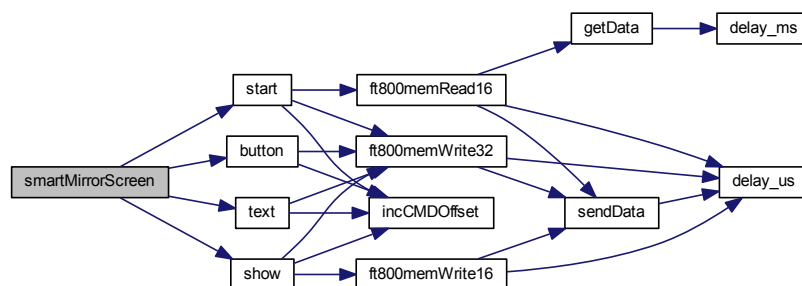 smartMirrorScreen
start
button
text
show
ft800memRead16
ft800memWrite32
incCMDOffset
ft800memWrite16
getData
sendData
delay_ms
delay_us